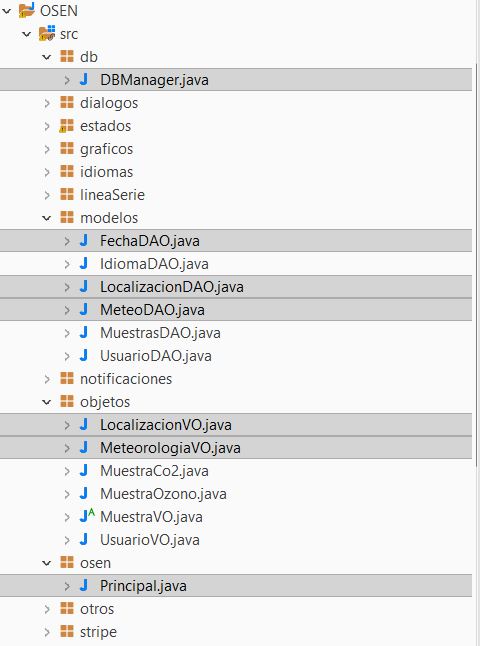 OSEN
src
db
DBManager.java
dialogos
estados
graficos
idiomas
lineaSerie
modelos
FechaDAO.java
IdiomaDAO.java
LocalizacionDAO.java
MeteoDAO.java
MuestrasDAO.java
UsuarioDAO.java
notificaciones
objetos
LocalizacionVO.java
MeteorologiaVO.java
MuestraCo2.java
MuestraOzono.java
MuestraVO.java
UsuarioVO.java
osen
Principal.java
otros
stripe